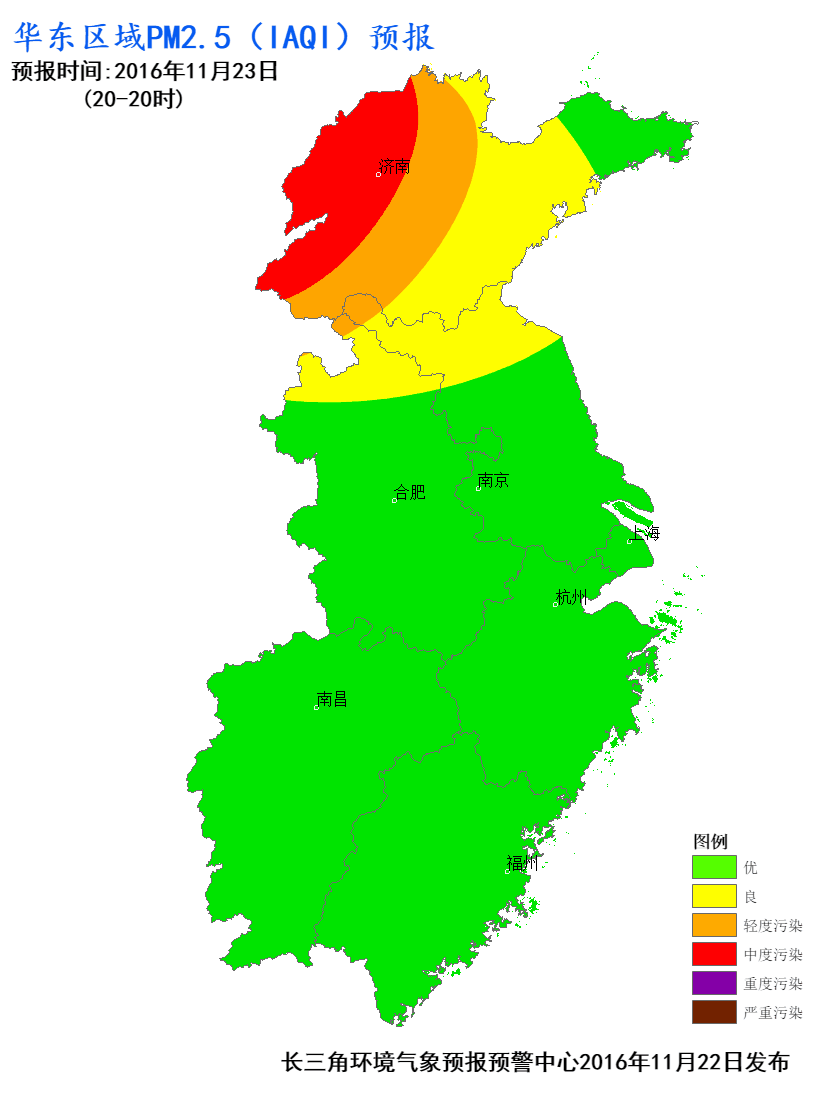 华东区域PM2.5（IAQI）预报
预报时间:2016年11月23日
(20-20时)
济南
南京
合肥
上海
杭州
南昌
福州
图例
优
良
轻度污染
中度污染
重度污染
严重污染
长三角环境气象预报预警中心2016年11月22日发布